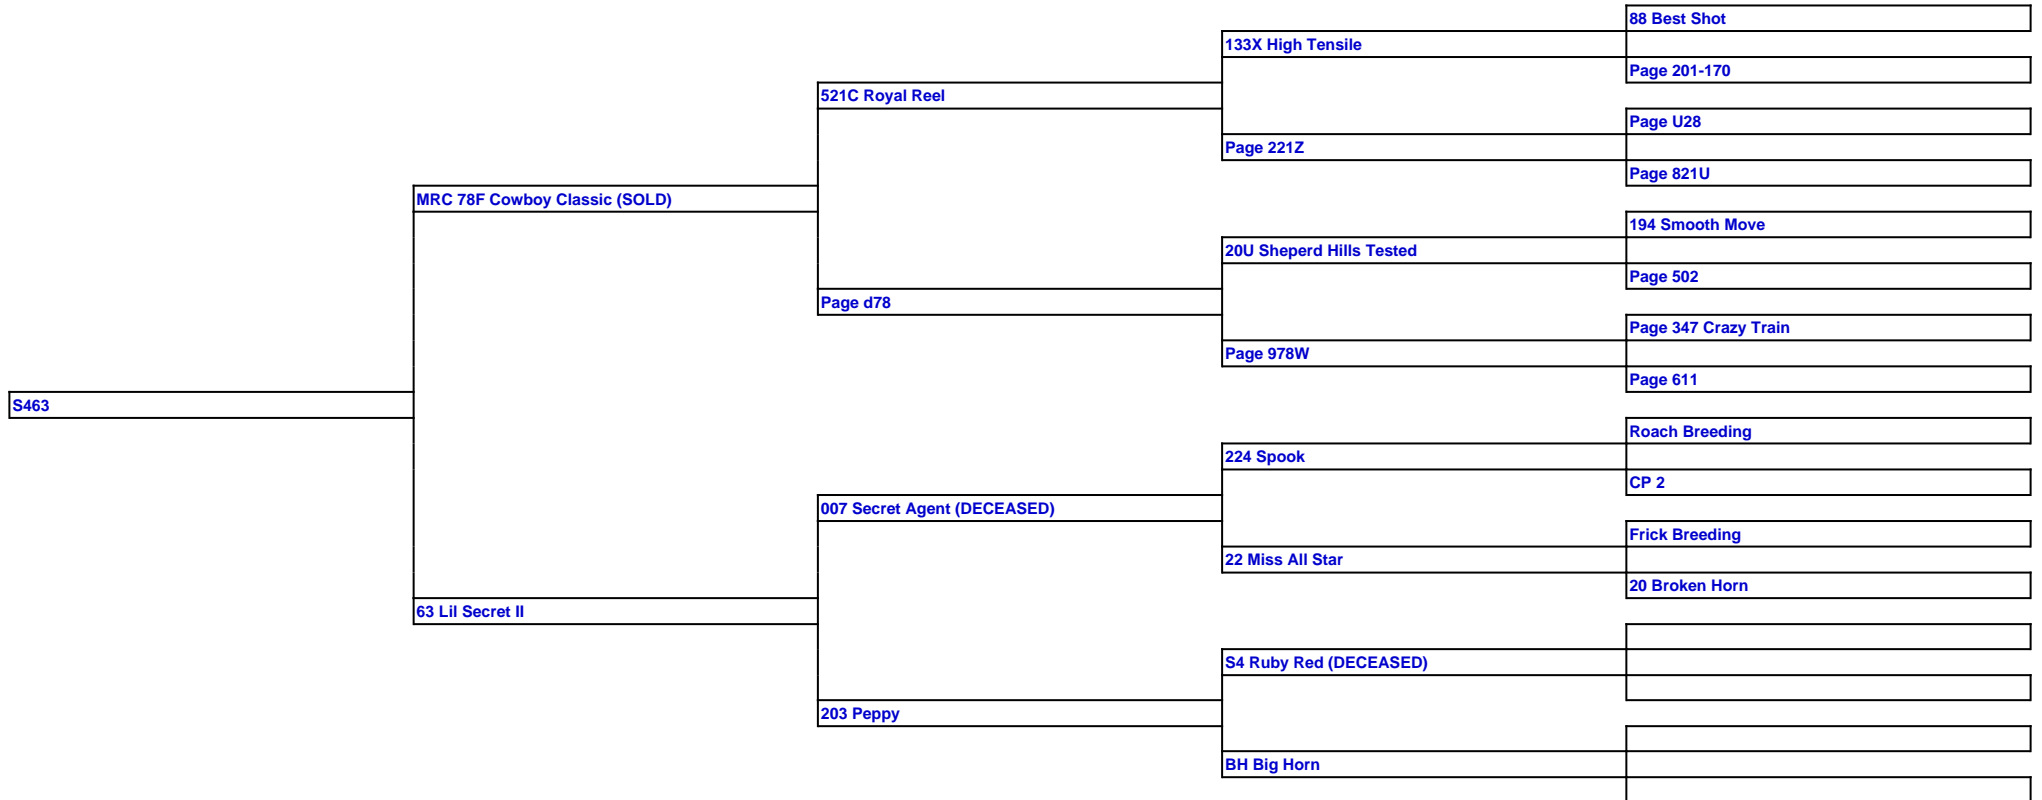 88 Best Shot
133X High Tensile
Page 201-170
521C Royal Reel
Page U28
Page 221Z
Page 821U
MRC 78F Cowboy Classic (SOLD)
194 Smooth Move
20U Sheperd Hills Tested
Page 502
Page d78
Page 347 Crazy Train
Page 978W
Page 611
S463
Roach Breeding
224 Spook
CP 2
007 Secret Agent (DECEASED)
Frick Breeding
22 Miss All Star
20 Broken Horn
63 Lil Secret II
S4 Ruby Red (DECEASED)
203 Peppy
BH Big Horn